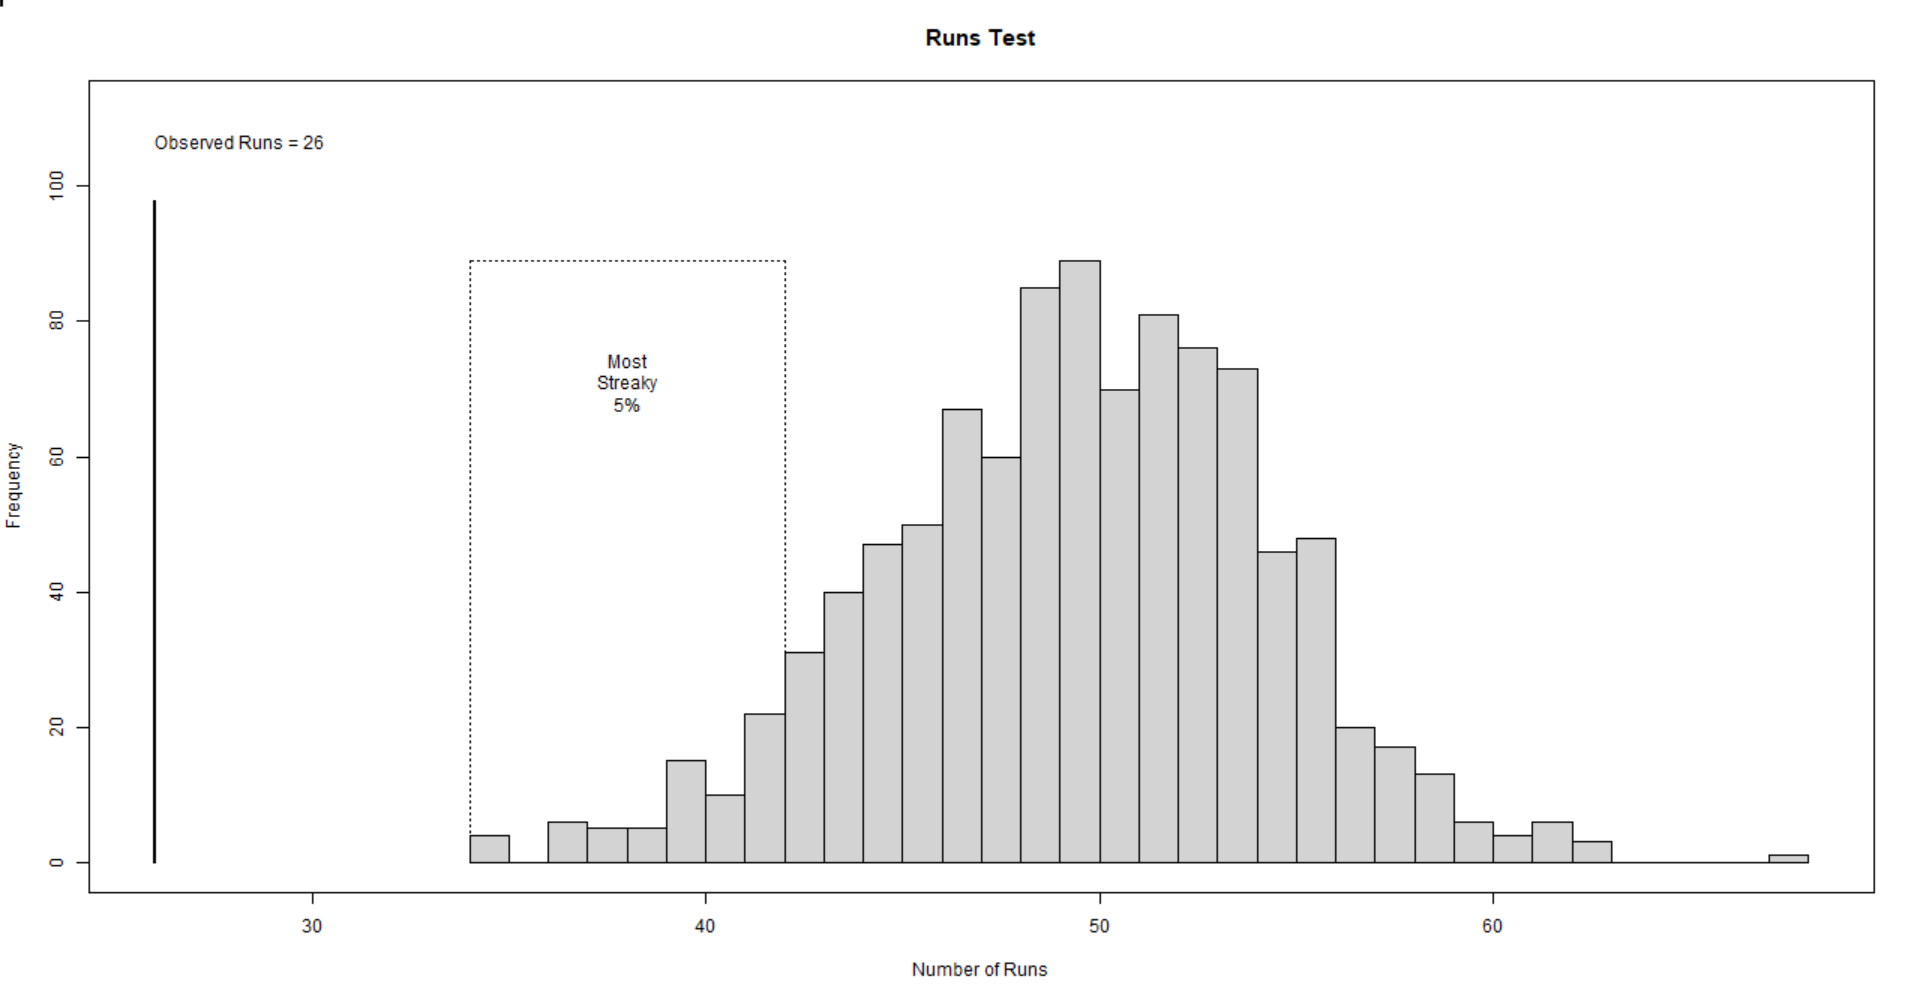 Runs Test
Observed Runs = 26
Most
Streaky
5%
Frequency
100
80
60
40
20
0
30 40 50 60
Number of Runs